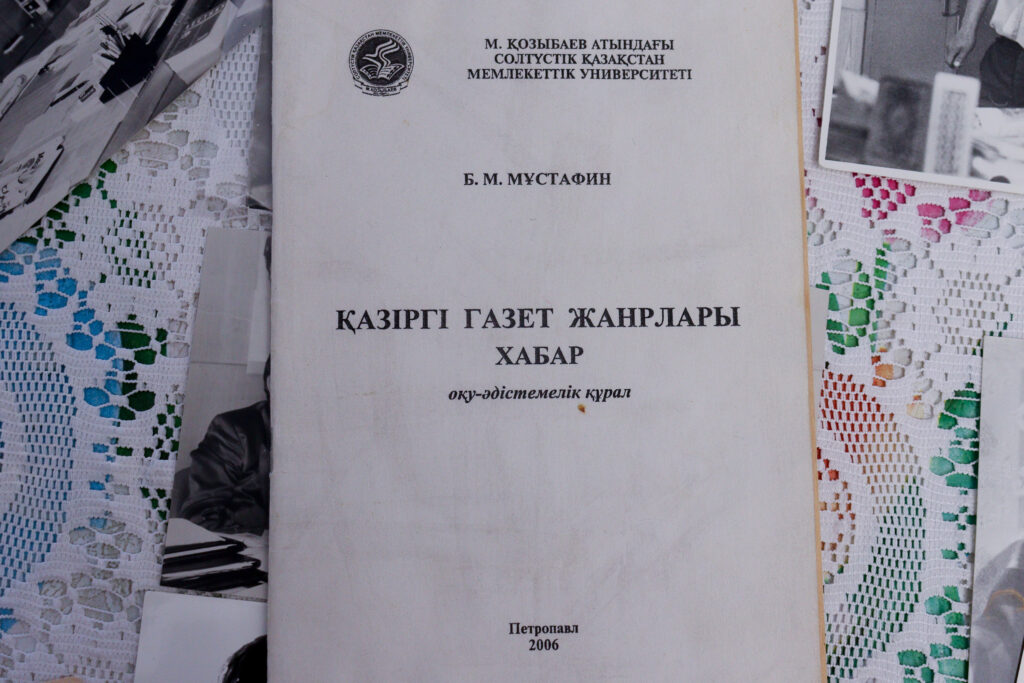 М. ҚОЗЫБАЕВ АТЫНДАҒЫ
СОЛТҮСТІК ҚАЗАҚСТАН
МЕМЛЕКЕТТІК УНИВЕРСИТЕТІ
Б. М. МҰСТАФИН
ҚАЗІРГІ ГАЗЕТ ЖАНРЛАРЫ
ХАБАР
оқу-әдістемелік құрал
Петропавл
2006